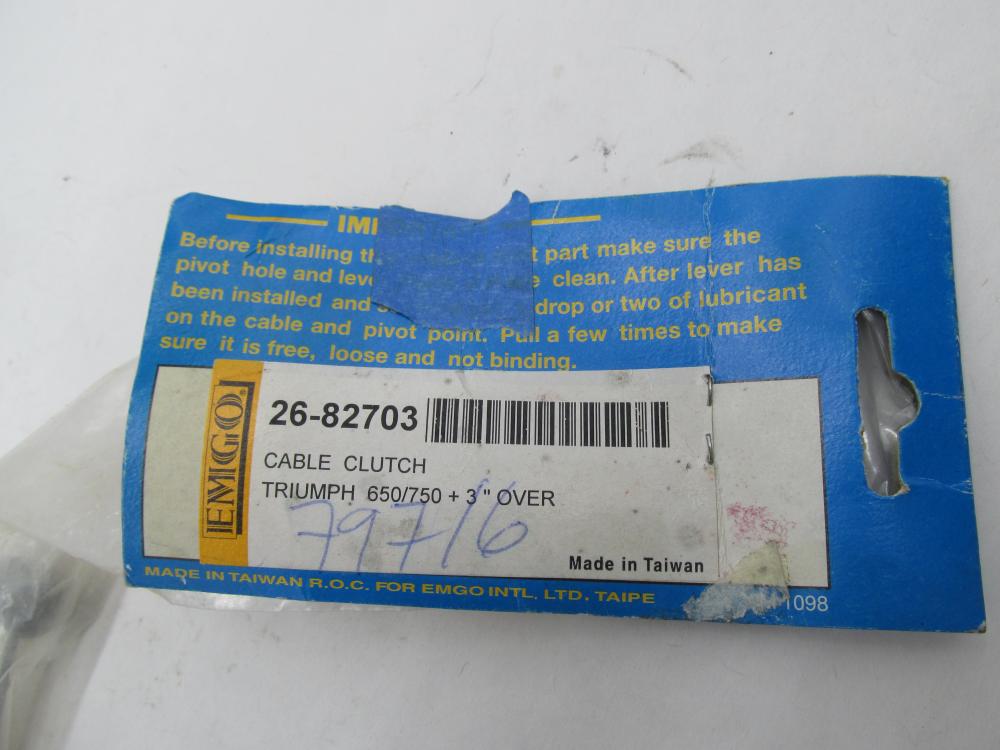 IM
Before installing th t part make sure the
pivot hole and leve e clean. After lever has
been installed and drop or two of lubricant
on the cable and pivot point. Pull a few times to make
sure it is free, loose and not binding.
EMGO®
26-82703
CABLE CLUTCH
TRIUMPH 650/750 + 3 " OVER
79716
Made in Taiwan
MADE IN TAIWAN R.O.C. FOR EMGO INTL. LTD. TAIPE
1098